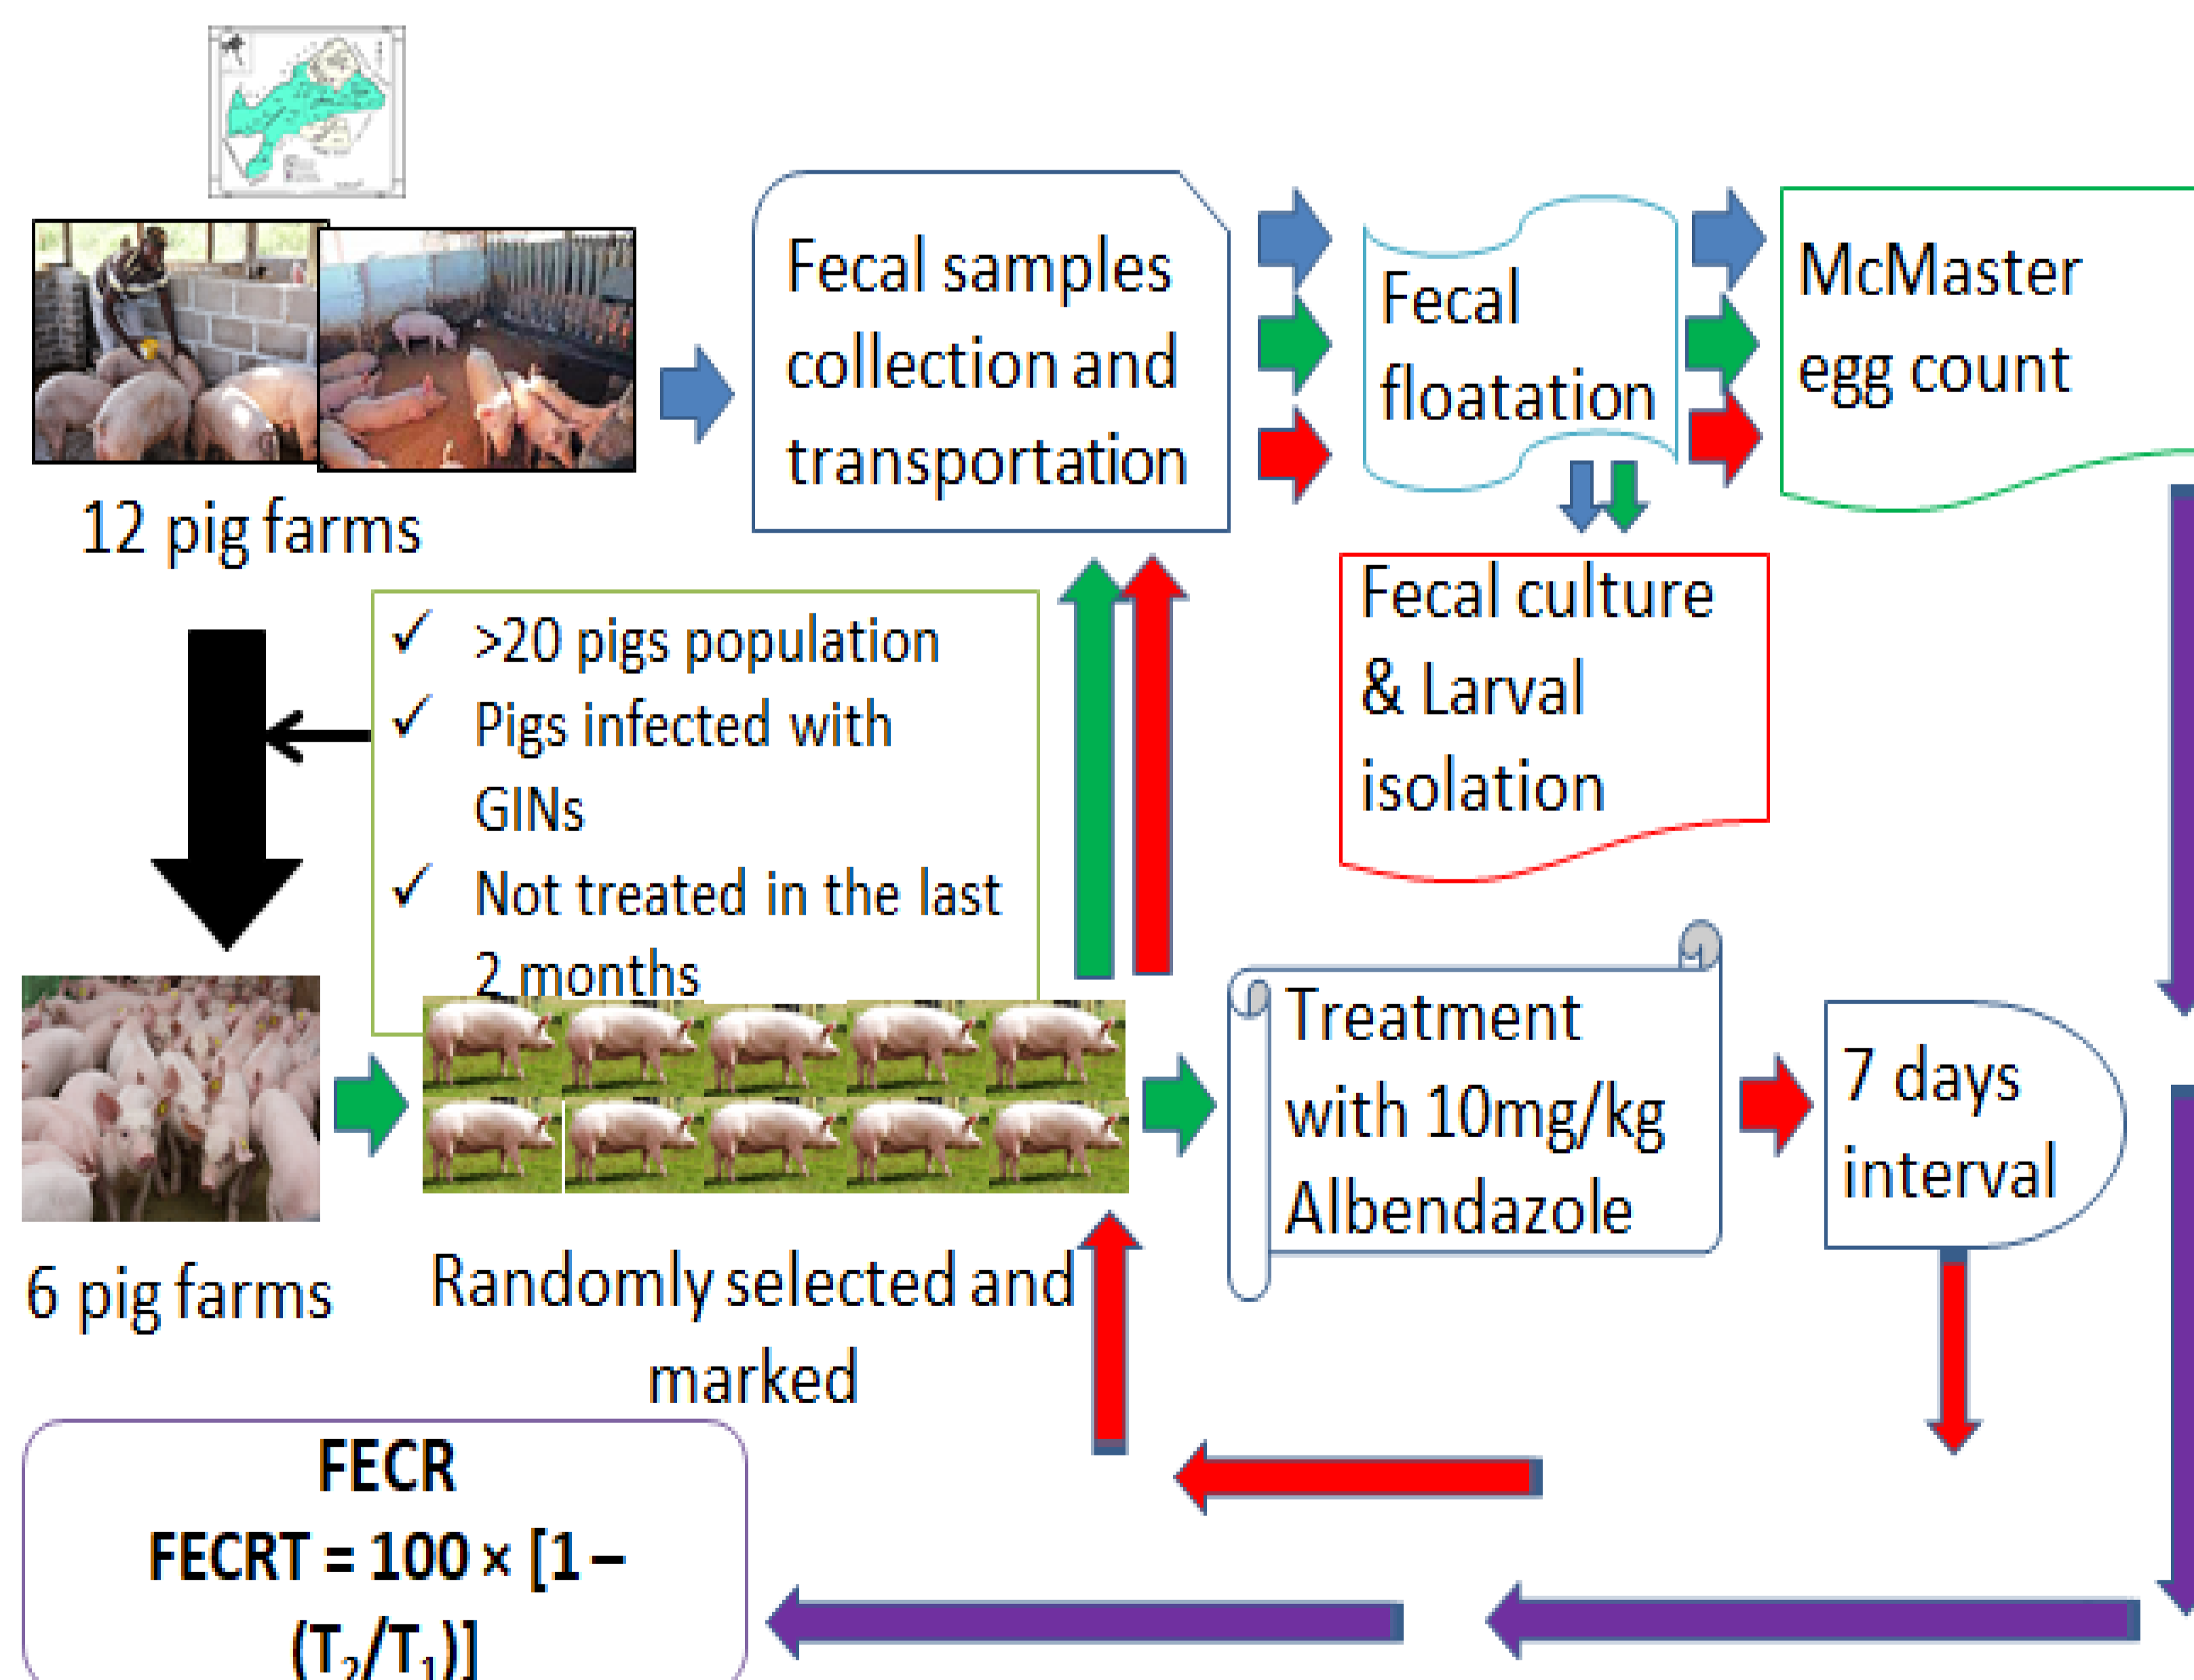 Fecal samples
collection and
transportation
Fecal
floatation
McMaster
egg count
12 pig farms
✓ >20 pigs population
✓ Pigs infected with
GINs
✓ Not treated in the last
2 months
Fecal culture
& Larval
isolation
6 pig farms
Randomly selected and
marked
Treatment
with 10mg/kg
Albendazole
7 days
interval
FECR
FECRT = 100 × [1 –
(T₂/T₁)]